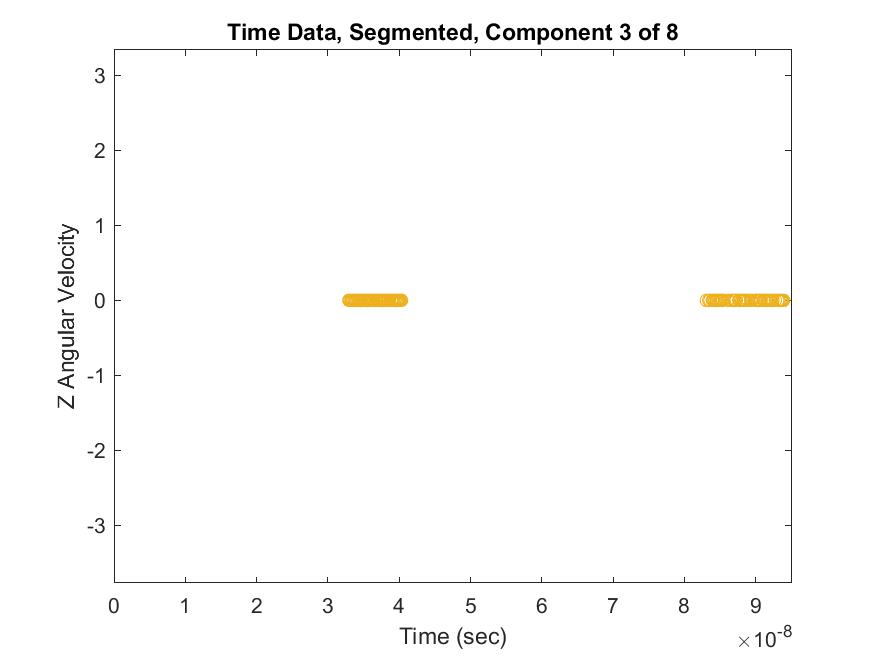 Time Data, Segmented, Component 3 of 8
Z Angular Velocity
3
2
1
0
-1
-2
-3
0 1 2 3 4 5 6 7 8 9
Time (sec)
×10-8